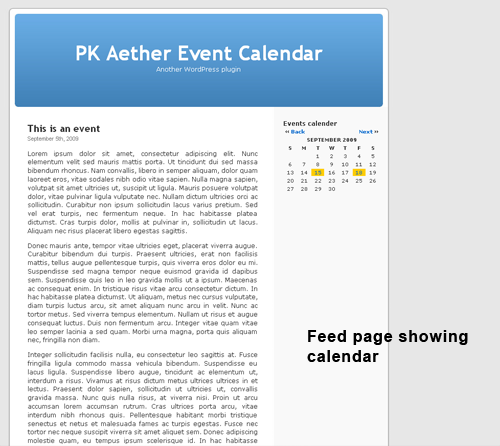 PK Aether Event Calendar
Another WordPress plugin
This is an event
September 5th, 2009
Lorem ipsum dolor sit amet, consectetur adipiscing elit. Nunc
elementum velit sed mauris mattis porta. Ut tincidunt dui sed massa
bibendum rhoncus. Nam convallis, libero in semper aliquam, dolor quam
laoreet eros, vitae sodales nibh odio vitae sapien. Nulla magna sapien,
volutpat sit amet ultricies ut, suscipit ut ligula. Mauris posuere volutpat
dolor, vitae pulvinar ligula vulputate nec. Nullam dictum ultricies orci ac
sollicitudin. Curabitur non ipsum sollicitudin lacus varius pretium. Sed
vel erat turpis, nec fermentum neque. In hac habitasse platea
dictumst. Cras turpis dolor, mollis at pulvinar in, sollicitudin ut lacus.
Aliquam nec risus placerat libero egestas sagittis.
Donec mauris ante, tempor vitae ultricies eget, placerat viverra augue.
Curabitur bibendum dui turpis. Praesent ultricies, erat non facilisis
mattis, tellus augue pellentesque turpis, quis viverra eros dolor eu mi.
Suspendisse sed magna tempor neque euismod gravida id dapibus
sem. Suspendisse quis leo in leo gravida mollis ut a ipsum. Maecenas
ac consequat enim. In tristique risus vitae arcu consectetur dictum. In
hac habitasse platea dictumst. Ut aliquam, metus nec cursus vulputate,
diam turpis luctus arcu, sit amet aliquam nunc arcu in velit. Nunc ac
tortor metus. Sed viverra tempus elementum. Nullam ut risus et augue
consequat luctus. Duis non fermentum arcu. Integer vitae quam vitae
leo semper lacinia a sed quam. Morbi urna magna, porta quis aliquam
nec, fringilla non diam.
Integer sollicitudin facilisis nulla, eu consectetur leo sagittis at. Fusce
fringilla ligula commodo massa vehicula bibendum. Suspendisse eu
lacus ligula. Suspendisse libero augue, tincidunt ac elementum ut,
interdum a risus. Vivamus at risus dictum metus ultrices ultrices in et
lectus. Praesent dolor sapien, sollicitudin ut ultricies ut, convallis
gravida massa. Nunc quis nulla risus, at viverra nisi. Proin ut arcu
accumsan lorem accumsan rutrum. Cras ultrices porta arcu, vitae
interdum nibh rhoncus quis. Pellentesque habitant morbi tristique
senectus et netus et malesuada fames ac turpis egestas. Fusce nec
tortor nec neque suscipit viverra sit amet aliquet sem. Donec adipiscing
molestie quam, eu tempus ipsum scelerisque id. In hac habitasse
Events calender
‹‹ Back Next ››
SEPTEMBER 2009
S M T W T F S
1 2 3 4 5
6 7 8 9 10 11 12
13 14 15 16 17 18 19
20 21 22 23 24 25 26
27 28 29 30
Feed page showing
calendar